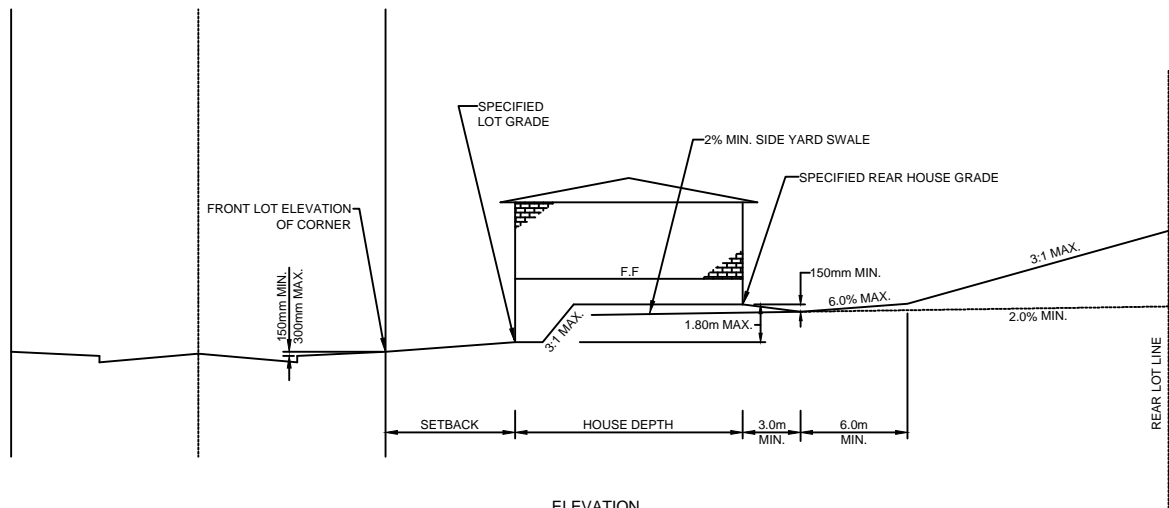 SPECIFIED
LOT GRADE
2% MIN. SIDE YARD SWALE
SPECIFIED REAR HOUSE GRADE
FRONT LOT ELEVATION
OF CORNER
150mm MIN.
300mm MAX.
F.F
3:1 MAX.
1.80m MAX.
150mm MIN.
6.0% MAX.
3:1 MAX.
2.0% MIN.
REAR LOT LINE
SETBACK
HOUSE DEPTH
3.0m
MIN.
6.0m
MIN.
ELEVATION